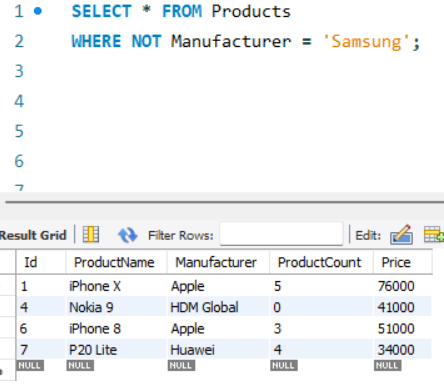 1 SELECT * FROM Products
2 WHERE NOT Manufacturer = 'Samsung';
3
4
5
6
7
Result Grid Filter Rows: Edit:
Id ProductName Manufacturer ProductCount Price
1 iPhone X Apple 5 76000
4 Nokia 9 HDM Global 0 41000
6 iPhone 8 Apple 3 51000
7 P20 Lite Huawei 4 34000
NULL NULL NULL NULL NULL